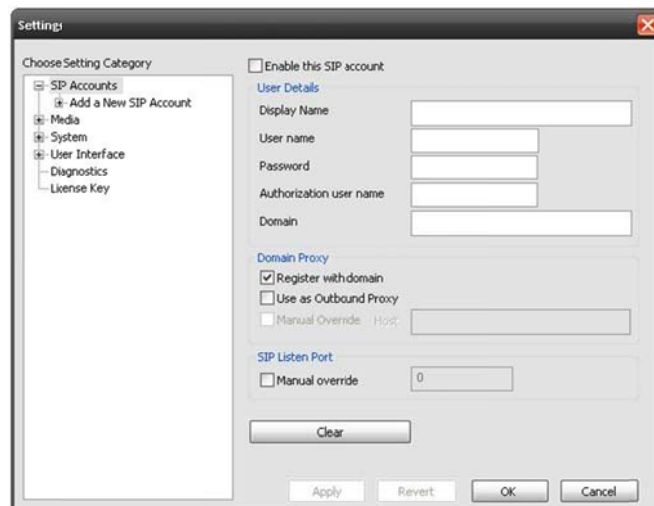 Settings
Choose Setting Category
SIP Accounts
Add a New SIP Account
Media
System
User Interface
Diagnostics
License Key
Enable this SIP account
User Details
Display Name
User name
Password
Authorization user name
Domain
Domain Proxy
Register with domain
Use as Outbound Proxy
Manual Override Host
SIP Listen Port
Manual override 0
Clear
Apply Revert OK Cancel